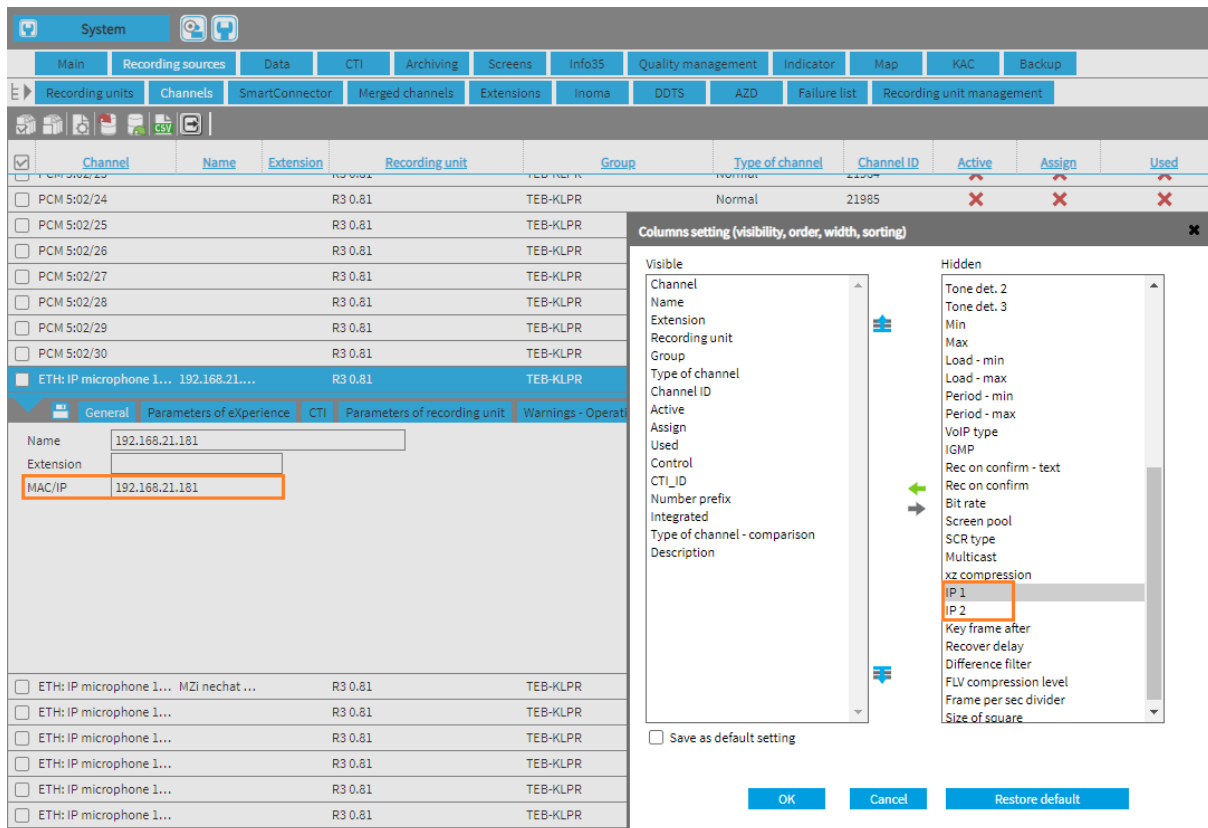 System
Main Recording sources Data CTI Archiving Screens Info35 Quality management Indicator Map KAC Backup
Recording units Channels SmartConnector Merged channels Extensions Inoma DDTS AZD Failure list Recording unit management
CSV
Channel Name Extension Recording unit Group Type of channel Channel ID Active Assign Used
PCM 5:02/24 R3 0.81 TEB-KLPR Normal 21985
PCM 5:02/25 R3 0.81 TEB-KLPR
PCM 5:02/26 R3 0.81 TEB-KLPR
PCM 5:02/27 R3 0.81 TEB-KLPR
PCM 5:02/28 R3 0.81 TEB-KLPR
PCM 5:02/29 R3 0.81 TEB-KLPR
PCM 5:02/30 R3 0.81 TEB-KLPR
ETH: IP microphone 1... 192.168.21.... R3 0.81 TEB-KLPR
General Parameters of eXperience CTI Parameters of recording unit Warnings - Operati
Name 192.168.21.181
Extension
MAC/IP 192.168.21.181
ETH: IP microphone 1... MZi nechat ... R3 0.81 TEB-KLPR
ETH: IP microphone 1... R3 0.81 TEB-KLPR
ETH: IP microphone 1... R3 0.81 TEB-KLPR
ETH: IP microphone 1... R3 0.81 TEB-KLPR
ETH: IP microphone 1... R3 0.81 TEB-KLPR
ETH: IP microphone 1... R3 0.81 TEB-KLPR
Columns setting (visibility, order, width, sorting)
Visible
Channel
Name
Extension
Recording unit
Group
Type of channel
Channel ID
Active
Assign
Used
Control
CTI_ID
Number prefix
Integrated
Type of channel - comparison
Description
Hidden
Tone det. 2
Tone det. 3
Min
Max
Load - min
Load - max
Period - min
Period - max
VoIP type
IGMP
Rec on confirm - text
Rec on confirm
Bit rate
Screen pool
SCR type
Multicast
xz compression
IP 1
IP 2
Key frame after
Recover delay
Difference filter
FLV compression level
Frame per sec divider
Size of square
Save as default setting
OK Cancel Restore default